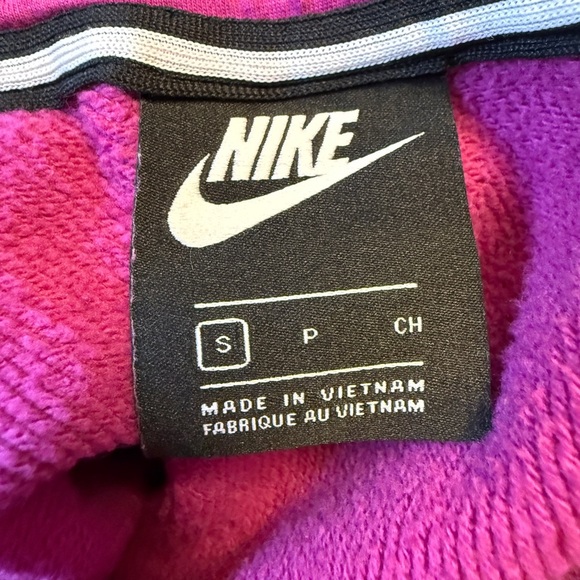 NIKE
S P CH
MADE IN VIETNAM
FABRIQUE AU VIETNAM